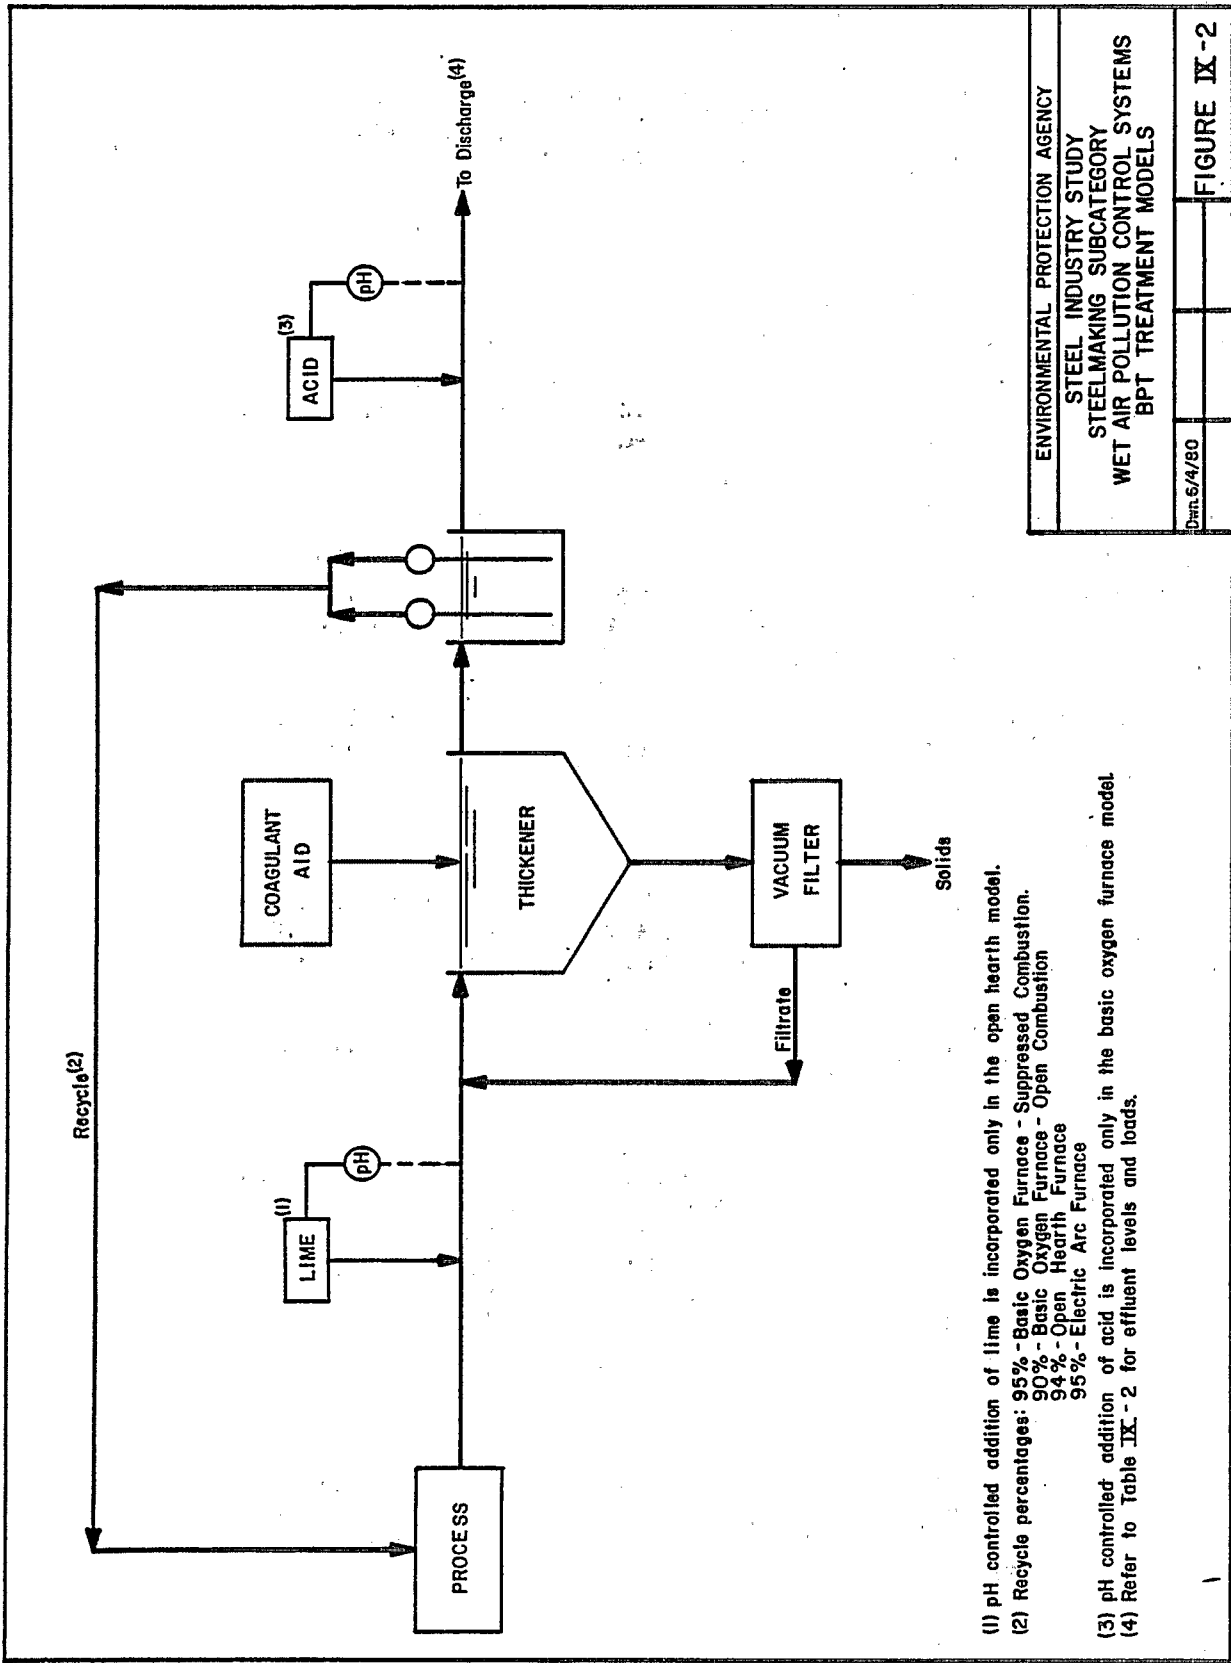 Recycle(2)
LIME
(1)
pH
COAGULANT
AID
ACID
(3)
pH
To Discharge(4)
PROCESS
THICKENER
Filtrate
VACUUM
FILTER
Solids
(1) pH controlled addition of lime is incorporated only in the open hearth model.
(2) Recycle percentages: 95% - Basic Oxygen Furnace - Suppressed Combustion.
90% - Basic Oxygen Furnace - Open Combustion
94% - Open Hearth Furnace
95% - Electric Arc Furnace
(3) pH controlled addition of acid is incorporated only in the basic oxygen furnace model.
(4) Refer to Table IX - 2 for effluent levels and loads.
ENVIRONMENTAL PROTECTION AGENCY
STEEL INDUSTRY STUDY
STEELMAKING SUBCATEGORY
WET AIR POLLUTION CONTROL SYSTEMS
BPT TREATMENT MODELS
Dwn.6/4/80
FIGURE IX-2